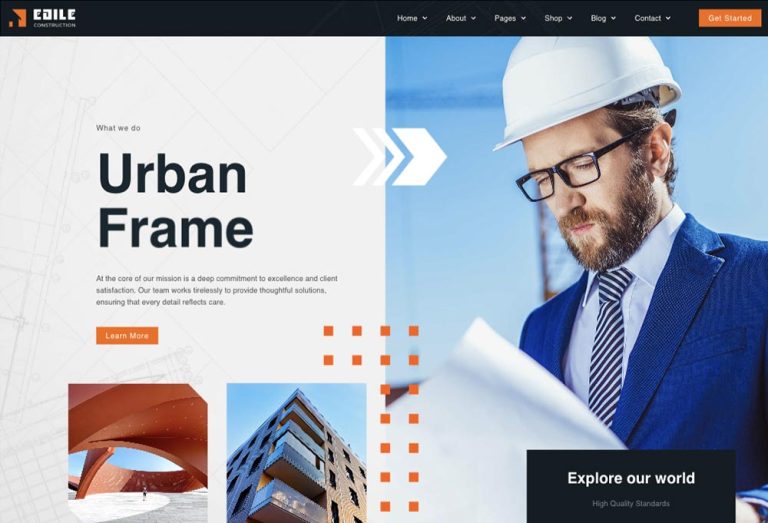 EDILE
CONSTRUCTION
Home
About
Pages
Shop
Blog
Contact
Get Started
What we do
Urban
Frame
At the core of our mission is a deep commitment to excellence and client
satisfaction. Our team works tirelessly to provide thoughtful solutions,
ensuring that every detail reflects care.
Learn More
Explore our world
High Quality Standards